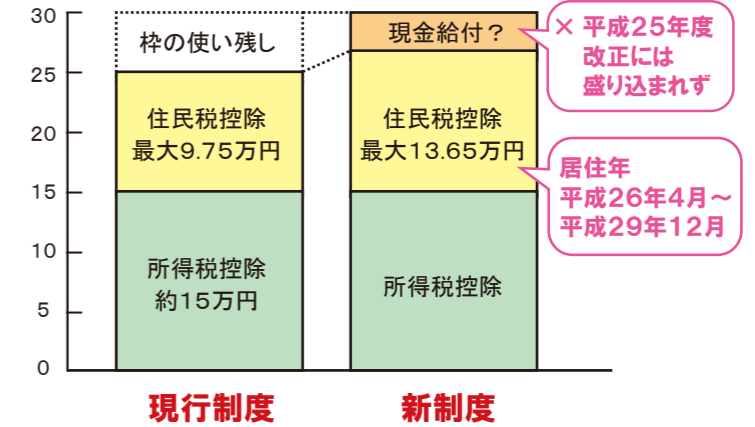 30
25
20
15
10
5
0
枠の使い残し
住民税控除
最大9.75万円
所得税控除
約15万円
現行制度
現金給付？
住民税控除
最大13.65万円
所得税控除
新制度
× 平成25年度
改正には
盛り込まれず
居住年
平成26年4月～
平成29年12月